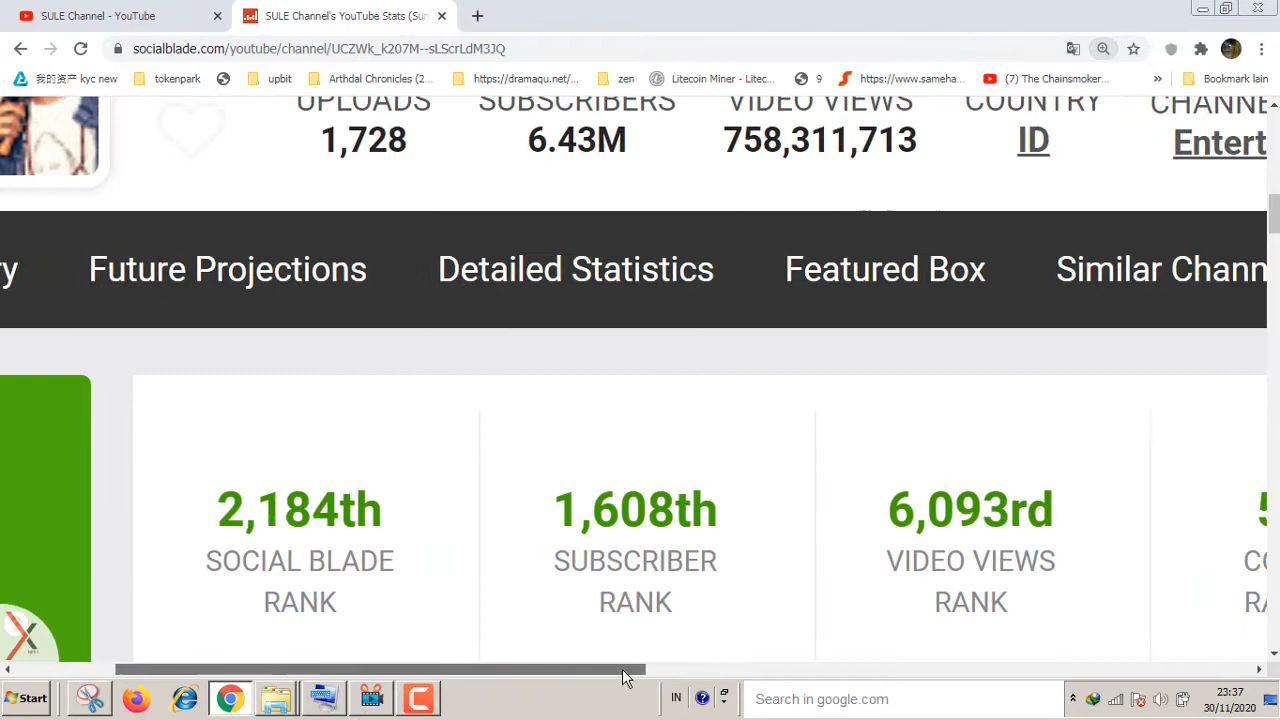 SULE Channel - YouTube
SULE Channel's YouTube Stats (Sum
socialblade.com/youtube/channel/UCZWk_k207M--sLScrLdM3JQ
我的资产 kyc new
tokenpark
upbit
Arthdal Chronicles (2...
https://dramaqu.net/...
zen
Litecoin Miner - Litec...
9
https://www.sameha...
(7) The Chainsmoker...
»
Bookmark lain
UPLOADS
1,728
SUBSCRIBERS
6.43M
VIDEO VIEWS
758,311,713
COUNTRY
ID
CHANNE
Entert
ry
Future Projections
Detailed Statistics
Featured Box
Similar Chann
2,184th
SOCIAL BLADE
RANK
1,608th
SUBSCRIBER
RANK
6,093rd
VIDEO VIEWS
RANK
Start
IN
Search in google.com
23:37
30/11/2020